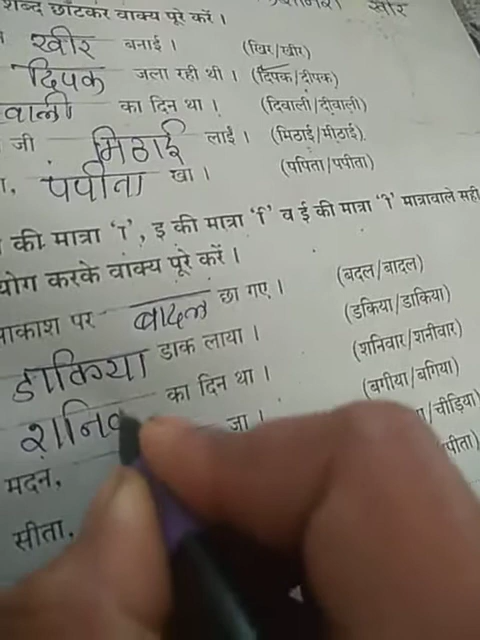 शब्द छाँटकर वाक्य पूरे करें । खीर
खीर बनाई । (खिर/खीर)
दिपक जला रही थी । (दिपक/दीपक)
वाली का दिन था । (दिवाली/दीवाली)
जी मिठाई लाई । (मिठाई/मीठाई)
पपीता खा । (पपिता/पपीता)
की मात्रा 'ा', इ की मात्रा 'ि' व ई की मात्रा 'ी' मात्रावाले सही
योग करके वाक्य पूरे करें ।
आकाश पर बादल छा गए । (बदल/बादल)
डाकिया डाक लाया । (डकिया/डाकिया)
शनिव का दिन था । (शनिवार/शनीवार)
जा । (बगीया/बगिया)
मदन, /चीड़िया)
सीता, पीता)